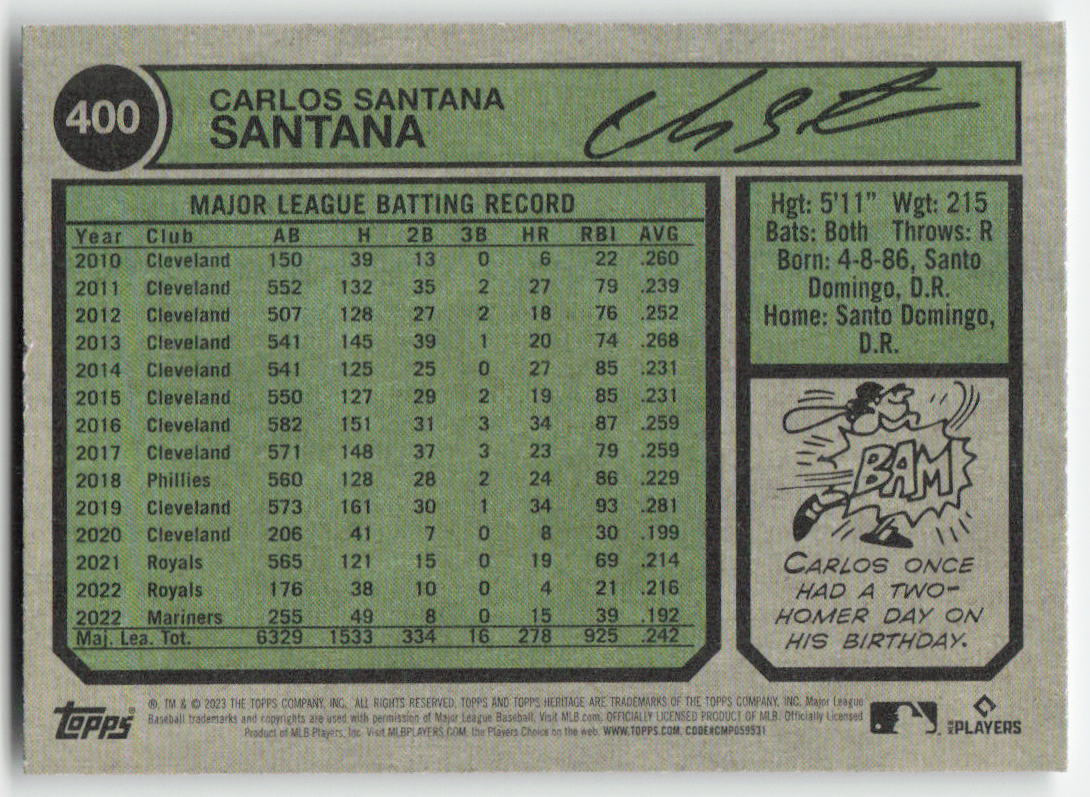 400
CARLOS SANTANA
SANTANA
MAJOR LEAGUE BATTING RECORD
Year Club AB H 2B 3B HR RBI AVG
2010 Cleveland 150 39 13 0 6 22 .260
2011 Cleveland 552 132 35 2 27 79 .239
2012 Cleveland 507 128 27 2 18 76 .252
2013 Cleveland 541 145 39 1 20 74 .268
2014 Cleveland 541 125 25 0 27 85 .231
2015 Cleveland 550 127 29 2 19 85 .231
2016 Cleveland 582 151 31 3 34 87 .259
2017 Cleveland 571 148 37 3 23 79 .259
2018 Phillies 560 128 28 2 24 86 .229
2019 Cleveland 573 161 30 1 34 93 .281
2020 Cleveland 206 41 7 0 8 30 .199
2021 Royals 565 121 15 0 19 69 .214
2022 Royals 176 38 10 0 4 21 .216
2022 Mariners 255 49 8 0 15 39 .192
Maj. Lea. Tot. 6329 1533 334 16 278 925 .242
Hgt: 5'11" Wgt: 215
Bats: Both Throws: R
Born: 4-8-86, Santo
Domingo, D.R.
Home: Santo Domingo,
D.R.
BAM!
CARLOS ONCE
HAD A TWO-
HOMER DAY ON
HIS BIRTHDAY.
Topps
®, TM & © 2023 THE TOPPS COMPANY, INC. ALL RIGHTS RESERVED. TOPPS AND TOPPS HERITAGE ARE TRADEMARKS OF THE TOPPS COMPANY, INC. Major League
Baseball trademarks and copyrights are used with permission of Major League Baseball. Visit MLB.com. OFFICIALLY LICENSED PRODUCT OF MLB. Officially Licensed
Product of MLB Players, Inc. Visit MLBPLAYERS.COM, the Players Choice on the web. WWW.TOPPS.COM. CODE#CMP059531
MLB PLAYERS